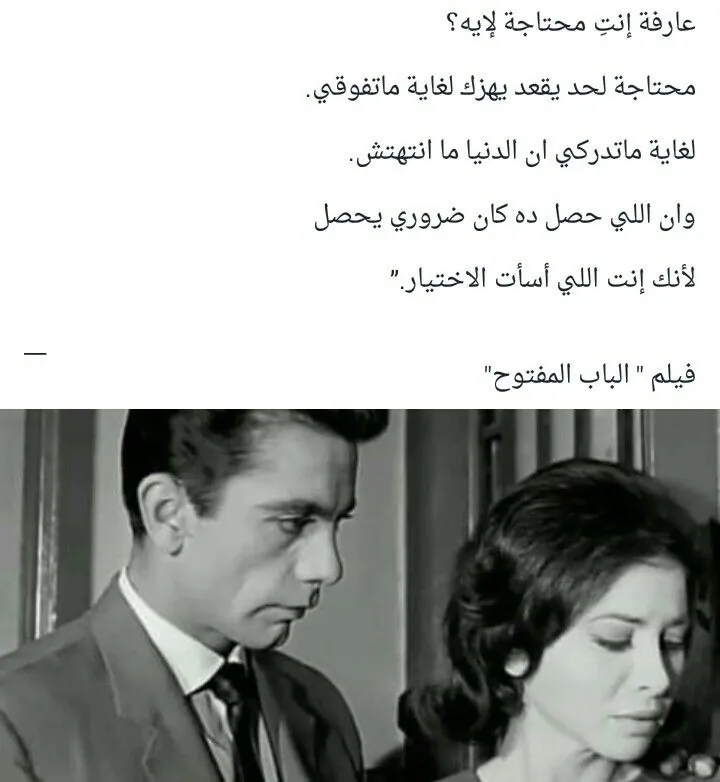 عارفة إنتِ محتاجة لإيه؟
محتاجة لحد يقعد يهزك لغاية ماتفوقي.
لغاية ماتدركي ان الدنيا ما انتهتش.
وان اللي حصل ده كان ضروري يحصل
لأنك إنت اللي أسأت الاختيار.”
—
فيلم " الباب المفتوح"